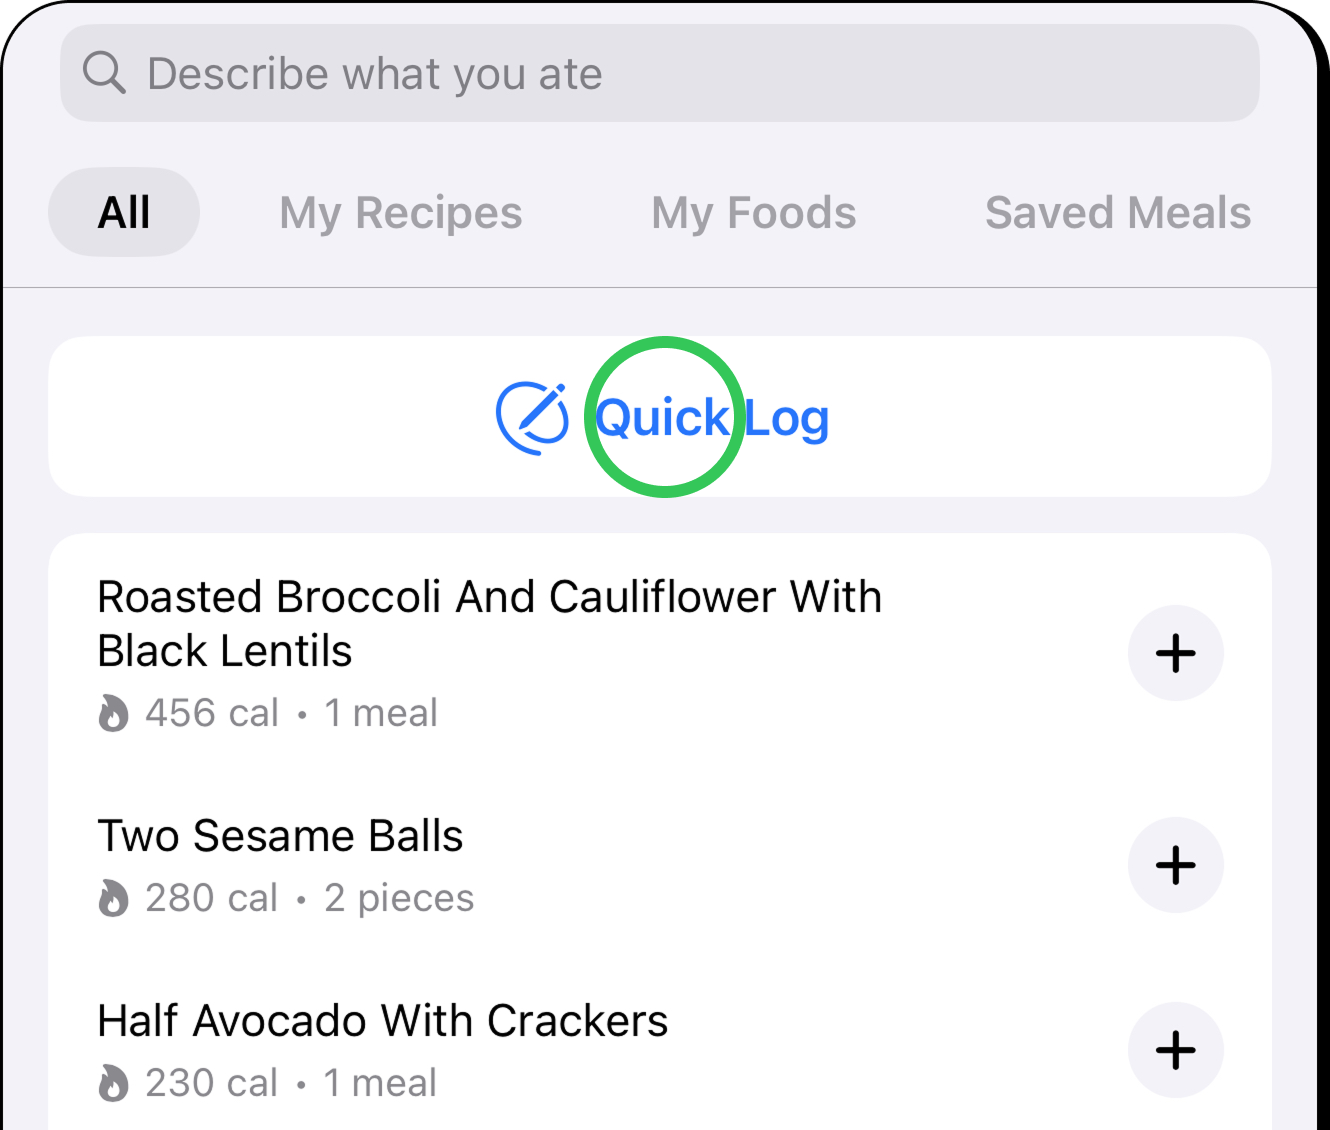 Describe what you ate
All
My Recipes
My Foods
Saved Meals
Quick Log
Roasted Broccoli And Cauliflower With
Black Lentils
456 cal • 1 meal
Two Sesame Balls
280 cal • 2 pieces
Half Avocado With Crackers
230 cal • 1 meal